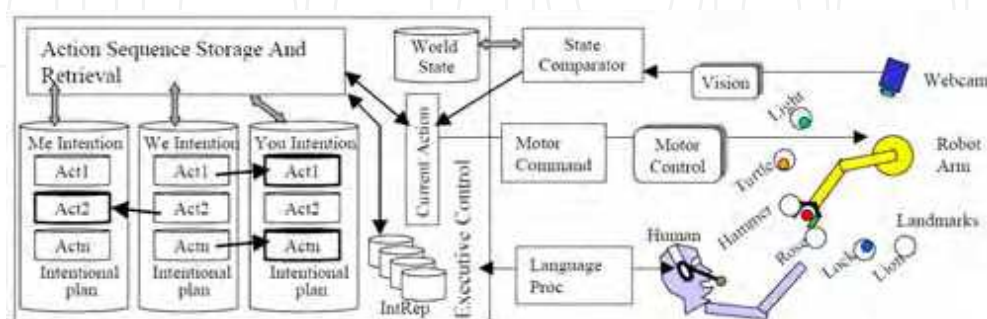 Action Sequence Storage And
Retrieval
World
State
State
Comparator
Vision
Webcam
Light
Me Intention
We Intention
You Intention
Act1
Act1
Act1
Act2
Act2
Act2
Actn
Actn
Actn
Intentional
plan
Intentional
plan
Intentional
plan
Current Action
Executive Control
IntRep
Motor
Command
Motor
Control
Robot
Arm
Turtle
Hammer
Landmarks
Rose
Lock
Lion
Human
Language
Proc